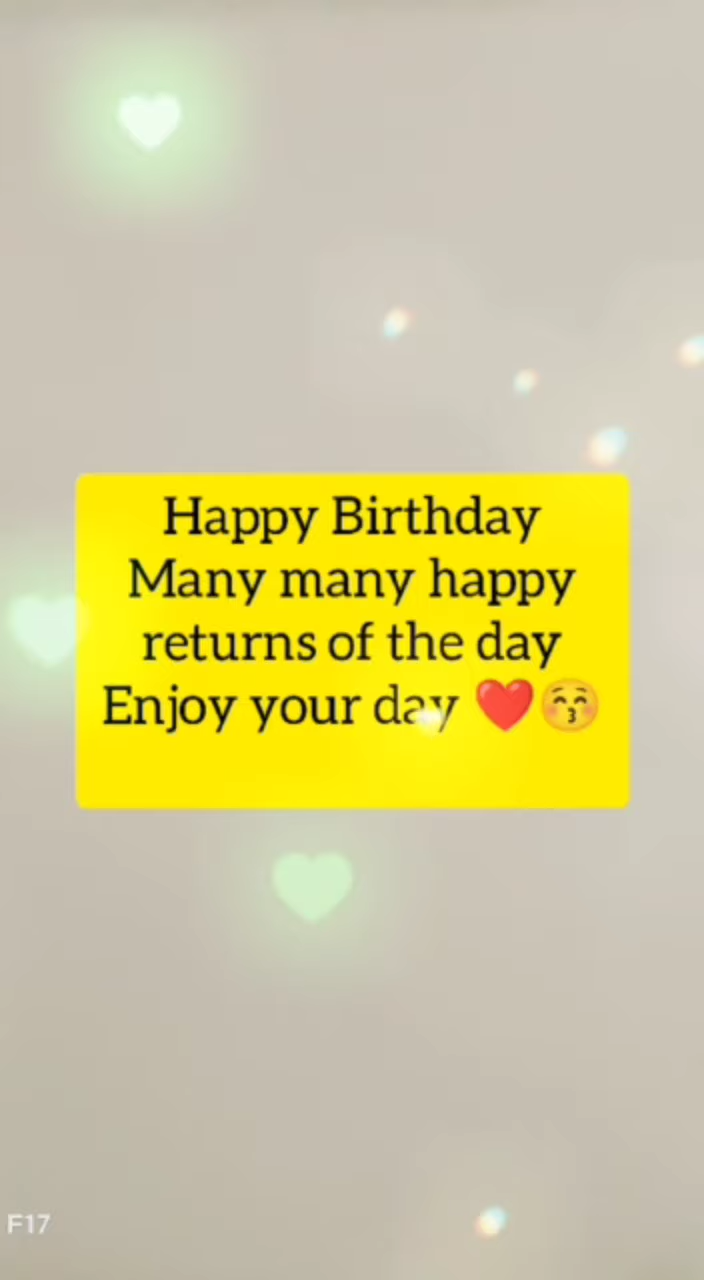 Happy Birthday
Many many happy
returns of the day
Enjoy your day ❤️😚
F17